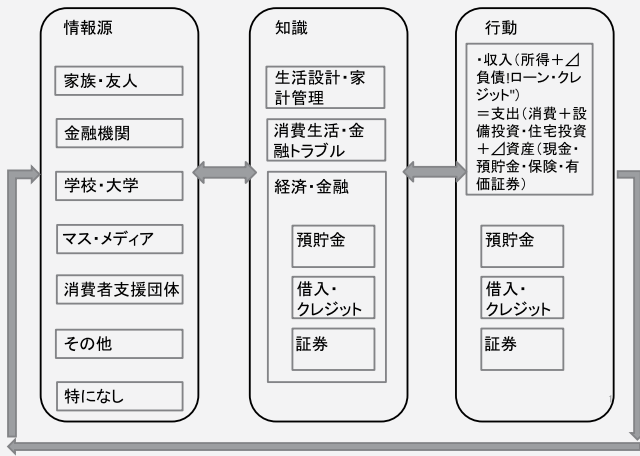 情報源
家族・友人
金融機関
学校・大学
マス・メディア
消費者支援団体
その他
特になし
知識
生活設計・家
計管理
消費生活・金
融トラブル
経済・金融
預貯金
借入・
クレジット
証券
行動
・収入(所得+⊿
負債!ローン・クレ
ジット")
=支出(消費+設
備投資・住宅投資
+⊿資産(現金・
預貯金・保険・有
価証券)
預貯金
借入・
クレジット
証券